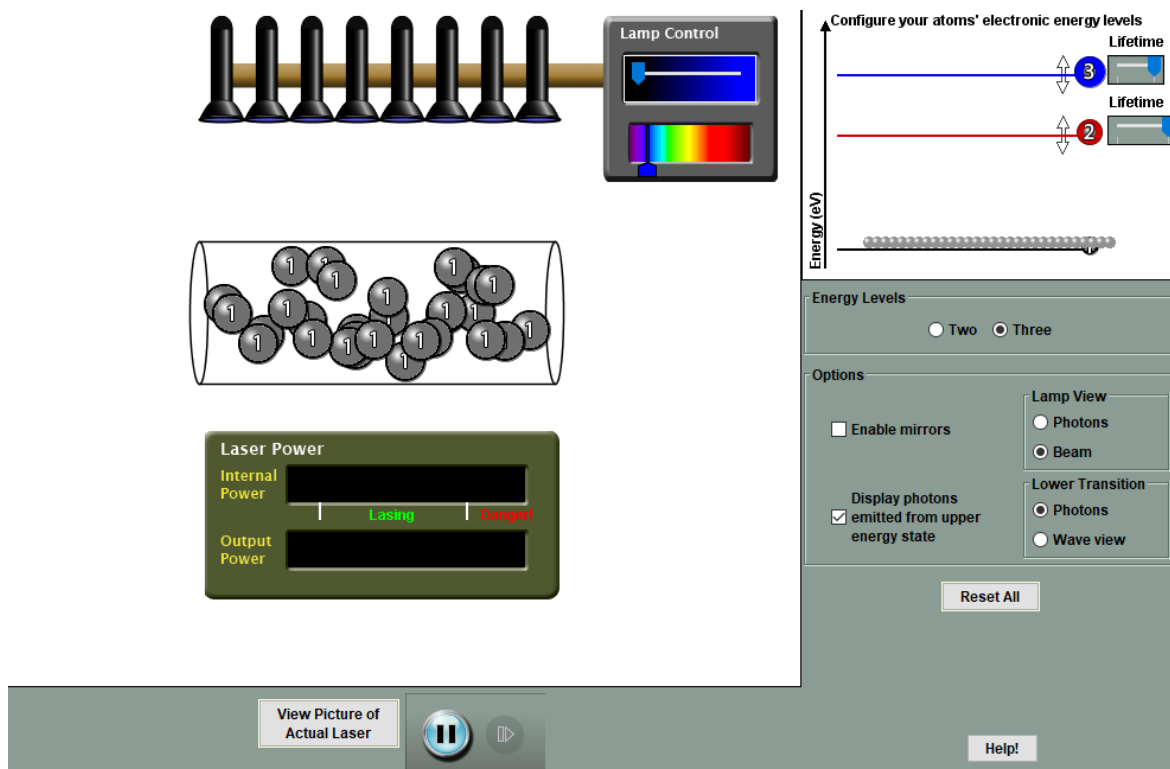 Lamp Control
Configure your atoms' electronic energy levels
Lifetime
3
Lifetime
2
Energy (eV)
1
1 1 1 1 1
1 1 1 1 1
1 1 1 1 1 1
1
Energy Levels
Two Three
Options
Enable mirrors
Lamp View
Photons
Beam
Display photons
emitted from upper
energy state
Lower Transition
Photons
Wave view
Laser Power
Internal
Power
Lasing Danger!
Output
Power
Reset All
View Picture of
Actual Laser
Help!